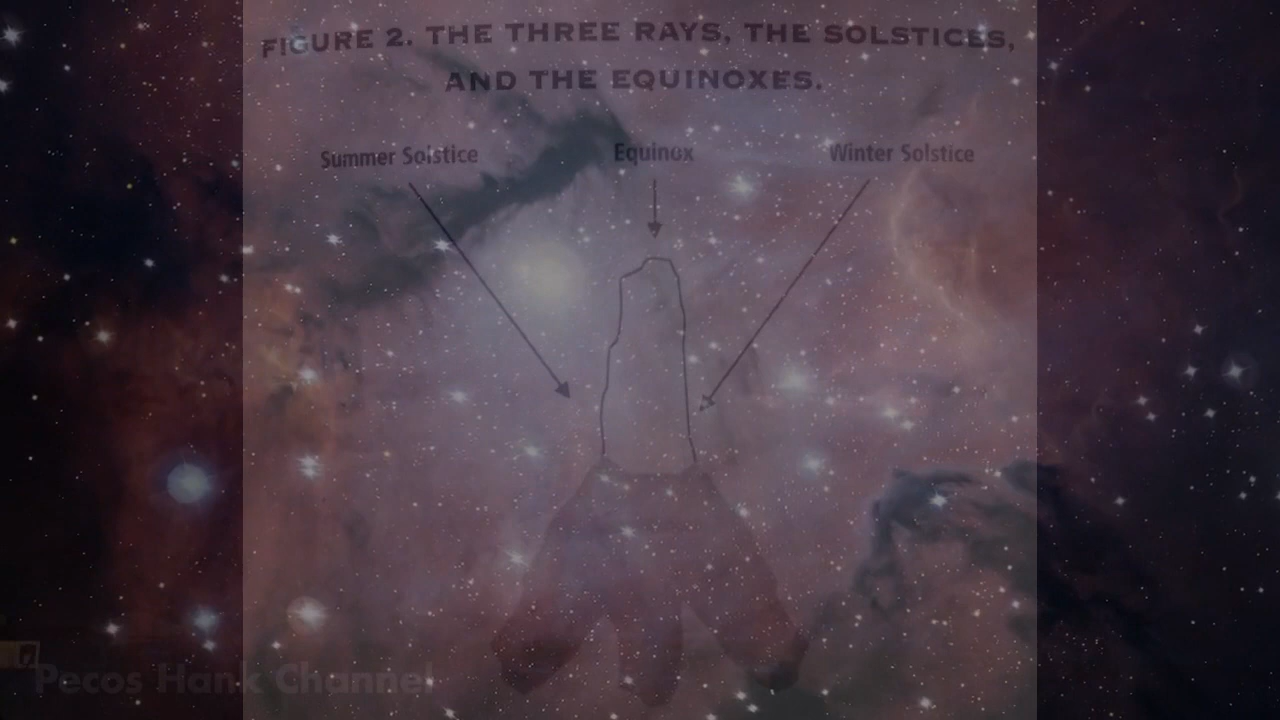 FIGURE 2. THE THREE RAYS, THE SOLSTICES,
AND THE EQUINOXES.
Summer Solstice
Equinox
Winter Solstice
Pecos Hank Channel